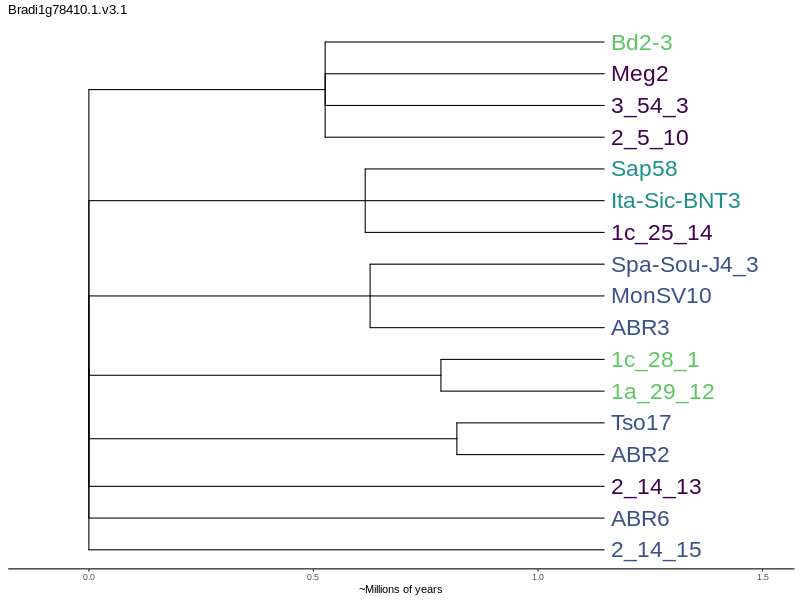 Bradi1g78410.1.v3.1
Bd2-3
Meg2
3_54_3
2_5_10
Sap58
Ita-Sic-BNT3
1c_25_14
Spa-Sou-J4_3
MonSV10
ABR3
1c_28_1
1a_29_12
Tso17
ABR2
2_14_13
ABR6
2_14_15
0.0 0.5 1.0 1.5
~Millions of years